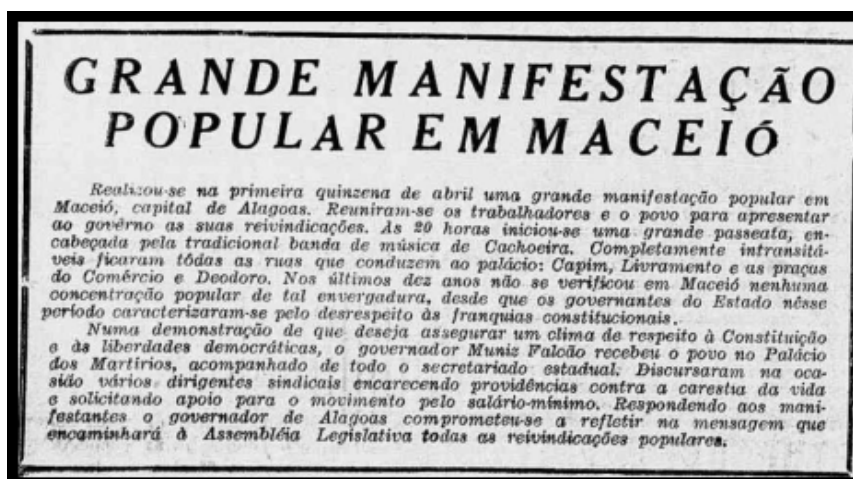 GRANDE MANIFESTAÇÃO
POPULAR EM MACEIÓ
Realizou-se na primeira quinzena de abril uma grande manifestação popular em
Maceió, capital de Alagoas. Reuniram-se os trabalhadores e o povo para apresentar
ao govêrno as suas reivindicações. Às 20 horas iniciou-se uma grande passeata, en-
cabeçada pela tradicional banda de música de Cachoeira. Completamente intransitá-
veis ficaram tôdas as ruas que conduzem ao palácio: Capim, Livramento e as praças
do Comércio e Deodoro. Nos últimos dez anos não se verificou em Maceió nenhuma
concentração popular de tal envergadura, desde que os governantes do Estado nêsse
período caracterizaram-se pelo desrespeito às franquias constitucionais.
Numa demonstração de que deseja assegurar um clima de respeito à Constituição
e às liberdades democráticas, o governador Muniz Falcão recebeu o povo no Palácio
dos Martírios, acompanhado de todo o secretariado estadual. Discursaram na oca-
sião vários dirigentes sindicais encarecendo providências contra a carestia da vida
e solicitando apoio para o movimento pelo salário-mínimo. Respondendo aos mani-
festantes o governador de Alagoas comprometeu-se a refletir na mensagem que
encaminhará à Assembléia Legislativa todas as reivindicações populares.